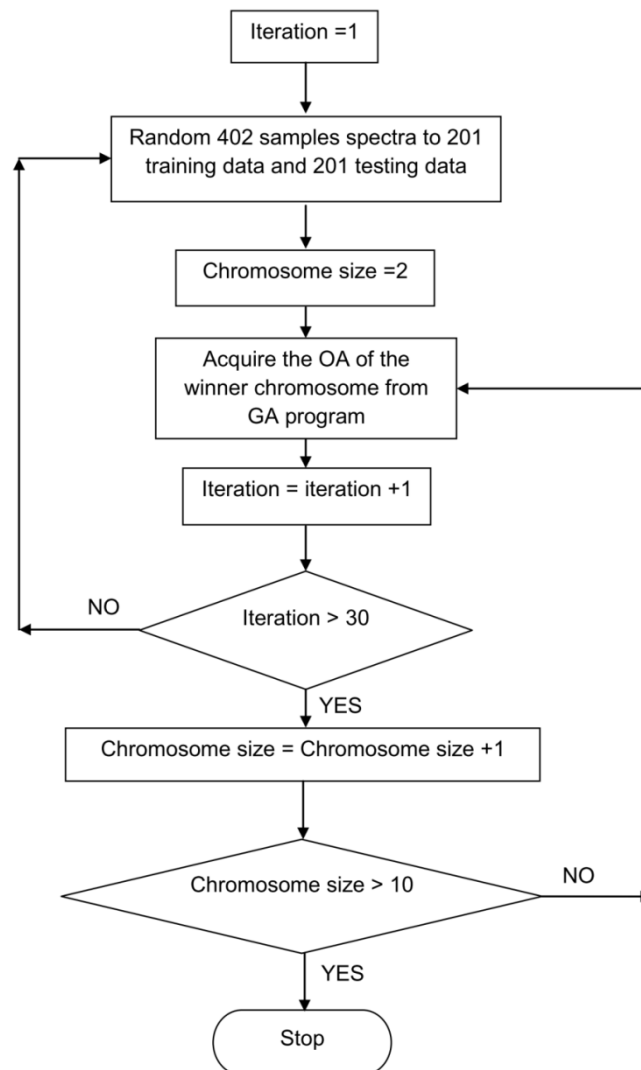 Iteration =1
Random 402 samples spectra to 201
training data and 201 testing data
Chromosome size =2
Acquire the OA of the
winner chromosome from
GA program
Iteration = iteration +1
NO
Iteration > 30
YES
Chromosome size = Chromosome size +1
Chromosome size > 10
NO
YES
Stop